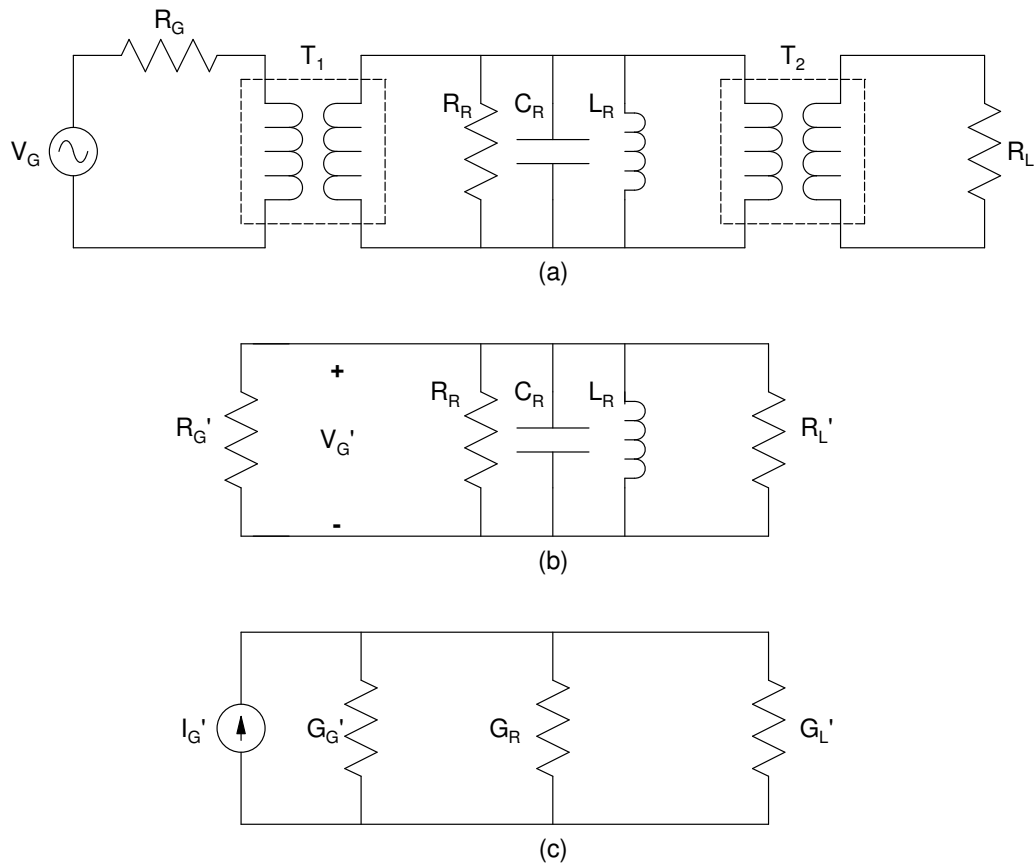 R_G
T_1
T_2
V_G
R_R
C_R
L_R
R_L
(a)
+
R_G'
V_G'
R_R
C_R
L_R
R_L'
-
(b)
I_G'
G_G'
G_R
G_L'
(c)